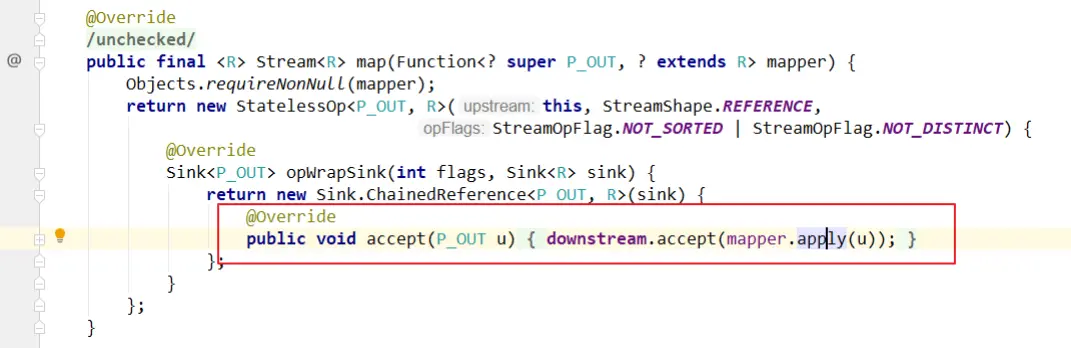 @Override
/unchecked/
@
public final <R> Stream<R> map(Function<? super P_OUT, ? extends R> mapper) {
Objects.requireNonNull(mapper);
return new StatelessOp<P_OUT, R>( upstream: this, StreamShape.REFERENCE,
opFlags: StreamOpFlag.NOT_SORTED | StreamOpFlag.NOT_DISTINCT) {
@Override
Sink<P_OUT> opWrapSink(int flags, Sink<R> sink) {
return new Sink.ChainedReference<P_OUT, R>(sink) {
@Override
public void accept(P_OUT u) { downstream.accept(mapper.apply(u)); }
};
}
};
}